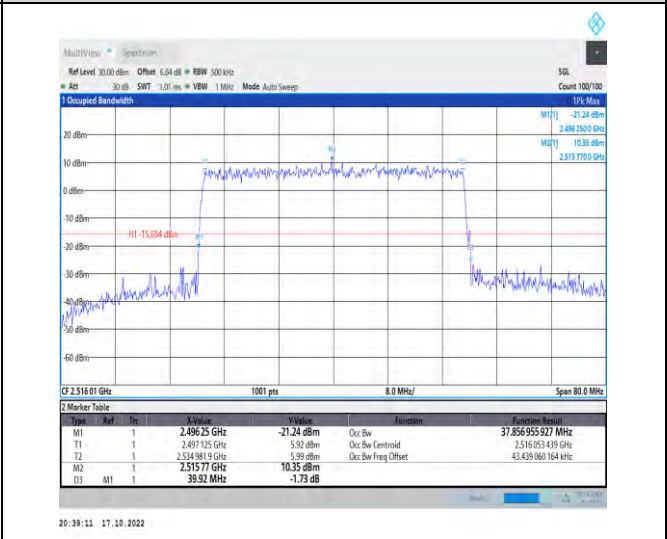 MultiView Spectrum
Ref Level 30.00 dBm Offset 6.64 dB RBW 500 kHz SGL
Att 30 dB SWT 1.01 ms VBW 1 MHz Mode Auto Sweep Count 100/100
1 Occupied Bandwidth 1Pk Max
M1[1] -21.24 dBm
2.496 2500 GHz
M2[1] 10.35 dBm
2.515 7700 GHz
20 dBm
M2
10 dBm
T1 T2
0 dBm
-10 dBm
H1 -15.654 dBm
M1
-20 dBm
D3
-30 dBm
-40 dBm
-50 dBm
-60 dBm
CF 2.516 01 GHz 1001 pts 8.0 MHz/ Span 80.0 MHz
2 Marker Table
Type Ref Trc X-Value Y-Value Function Function Result
M1 1 2.496 25 GHz -21.24 dBm Occ Bw 37.856 955 927 MHz
T1 1 2.497 125 GHz 5.92 dBm Occ Bw Centroid 2.516 053 439 GHz
T2 1 2.534 981 9 GHz 5.99 dBm Occ Bw Freq Offset 43.439 060 164 kHz
M2 1 2.515 77 GHz 10.35 dBm
D3 M1 1 39.92 MHz -1.73 dB
20:39:11 17.10.2022